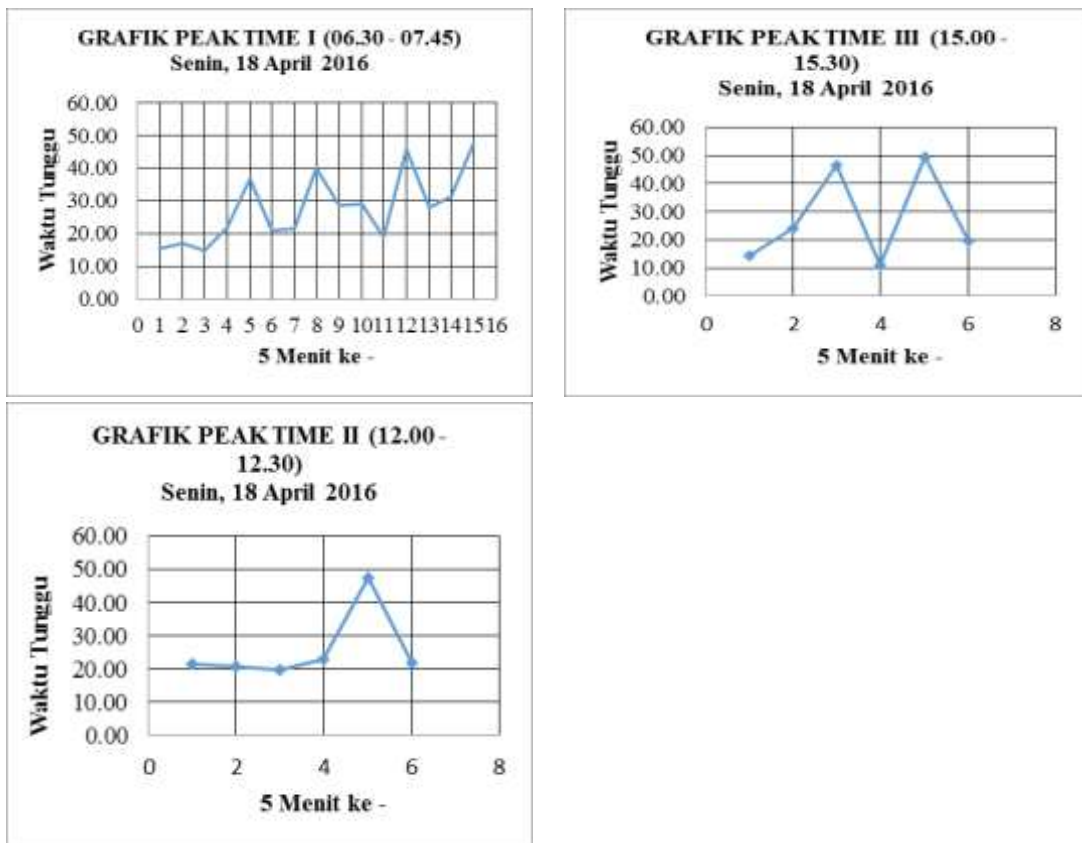 GRAFIK PEAK TIME I (06.30 - 07.45)
Senin, 18 April 2016
Waktu Tunggu
60.00
50.00
40.00
30.00
20.00
10.00
0.00
0 1 2 3 4 5 6 7 8 9 10 11 12 13 14 15 16
5 Menit ke -
GRAFIK PEAK TIME III (15.00 -
15.30)
Senin, 18 April 2016
Waktu Tunggu
60.00
50.00
40.00
30.00
20.00
10.00
0.00
0 2 4 6 8
5 Menit ke -
GRAFIK PEAK TIME II (12.00 -
12.30)
Senin, 18 April 2016
Waktu Tunggu
60.00
50.00
40.00
30.00
20.00
10.00
0.00
0 2 4 6 8
5 Menit ke -